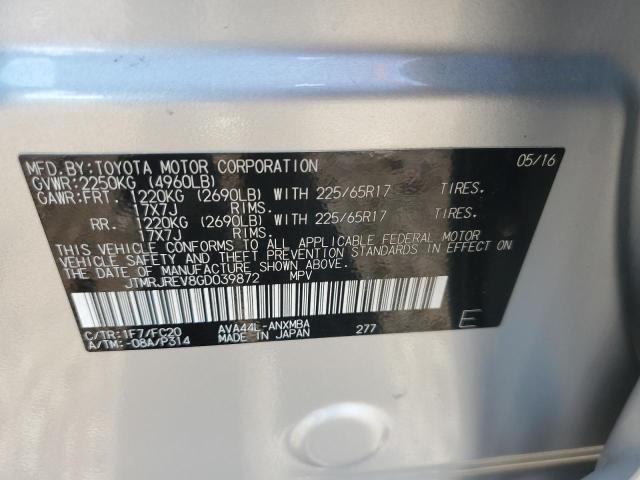 MFD.BY:TOYOTA MOTOR CORPORATION 05/16
GVWR:2250KG (4960LB)
GAWR:FRT. 1220KG (2690LB) WITH 225/65R17 TIRES.
17X7J RIMS.
RR. 1220KG (2690LB) WITH 225/65R17 TIRES.
17X7J RIMS.
THIS VEHICLE CONFORMS TO ALL APPLICABLE FEDERAL MOTOR
VEHICLE SAFETY AND THEFT PREVENTION STANDARDS IN EFFECT ON
THE DATE OF MANUFACTURE SHOWN ABOVE.
JTMRJREV8GD039872 MPV
C/TR:1F7/FC20 AVA44L-ANXMBA 277 E
A/TM:-08A/P314 MADE IN JAPAN